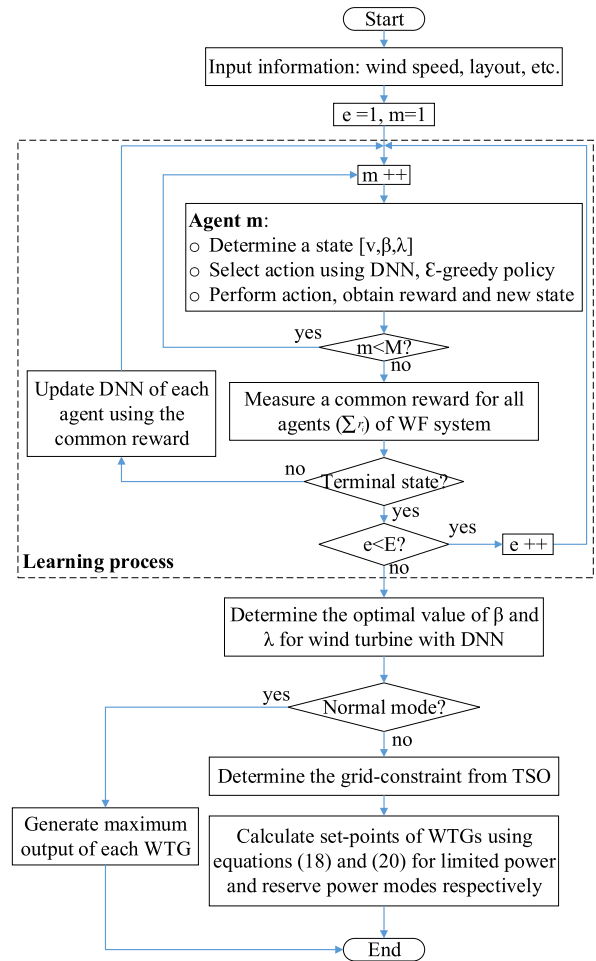 Start
Input information: wind speed, layout, etc.
e =1, m=1
m ++
Agent m:
○ Determine a state [v,β,λ]
○ Select action using DNN, Ɛ-greedy policy
○ Perform action, obtain reward and new state
yes
m<M?
no
Update DNN of each
agent using the
common reward
Measure a common reward for all
agents (∑rᵢ) of WF system
no
Terminal state?
yes
e<E?
yes
e ++
no
Learning process
Determine the optimal value of β and
λ for wind turbine with DNN
yes
Normal mode?
no
Determine the grid-constraint from TSO
Generate maximum
output of each WTG
Calculate set-points of WTGs using
equations (18) and (20) for limited power
and reserve power modes respectively
End